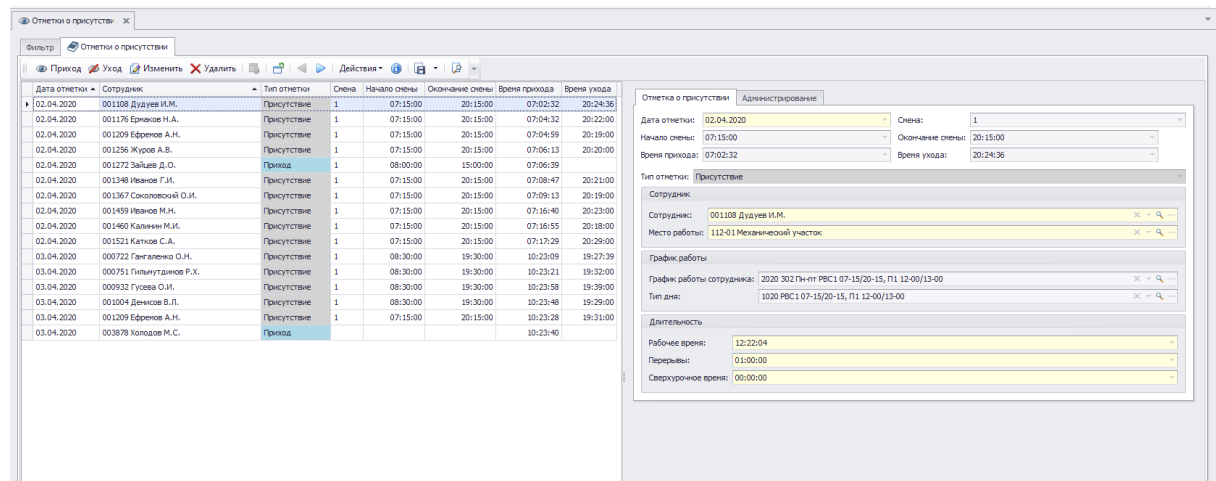 Отметки о присутстви
Фильтр Отметки о присутствии
Приход Уход Изменить Удалить Действия
Дата отметки Сотрудник Тип отметки Смена Начало смены Окончание смены Время прихода Время ухода
02.04.2020 001108 Дудуев И.М. Присутствие 1 07:15:00 20:15:00 07:02:32 20:24:36
02.04.2020 001176 Ермаков Н.А. Присутствие 1 07:15:00 20:15:00 07:04:32 20:22:00
02.04.2020 001209 Ефремов А.Н. Присутствие 1 07:15:00 20:15:00 07:04:59 20:19:00
02.04.2020 001256 Журов А.В. Присутствие 1 07:15:00 20:15:00 07:06:13 20:20:00
02.04.2020 001272 Зайцев Д.О. Приход 1 08:00:00 15:00:00 07:06:39
02.04.2020 001348 Иванов Г.И. Присутствие 1 07:15:00 20:15:00 07:08:47 20:21:00
02.04.2020 001367 Соколовский О.И. Присутствие 1 07:15:00 20:15:00 07:09:13 20:19:00
02.04.2020 001459 Иванов М.Н. Присутствие 1 07:15:00 20:15:00 07:16:40 20:23:00
02.04.2020 001460 Калинин М.И. Присутствие 1 07:15:00 20:15:00 07:16:55 20:18:00
02.04.2020 001521 Катков С.А. Присутствие 1 07:15:00 20:15:00 07:17:29 20:29:00
03.04.2020 000722 Гангаленко О.Н. Присутствие 1 08:30:00 19:30:00 10:23:09 19:27:39
03.04.2020 000751 Гильмутдинов Р.Х. Присутствие 1 08:30:00 19:30:00 10:23:21 19:32:00
03.04.2020 000932 Гусева О.И. Присутствие 1 08:30:00 19:30:00 10:23:58 19:39:00
03.04.2020 001004 Денисов В.Л. Присутствие 1 08:30:00 19:30:00 10:23:48 19:29:00
03.04.2020 001209 Ефремов А.Н. Присутствие 1 07:15:00 20:15:00 10:23:28 19:31:00
03.04.2020 003878 Холодов М.С. Приход 10:23:40
Отметка о присутствии Администрирование
Дата отметки: 02.04.2020 Смена: 1
Начало смены: 07:15:00 Окончание смены: 20:15:00
Время прихода: 07:02:32 Время ухода: 20:24:36
Тип отметки: Присутствие
Сотрудник
Сотрудник: 001108 Дудуев И.М.
Место работы: 112-01 Механический участок
График работы
График работы сотрудника: 2020 302 Пн-пт РВС1 07-15/20-15, П1 12-00/13-00
Тип дня: 1020 РВС1 07-15/20-15, П1 12-00/13-00
Длительность
Рабочее время: 12:22:04
Перерывы: 01:00:00
Сверхурочное время: 00:00:00